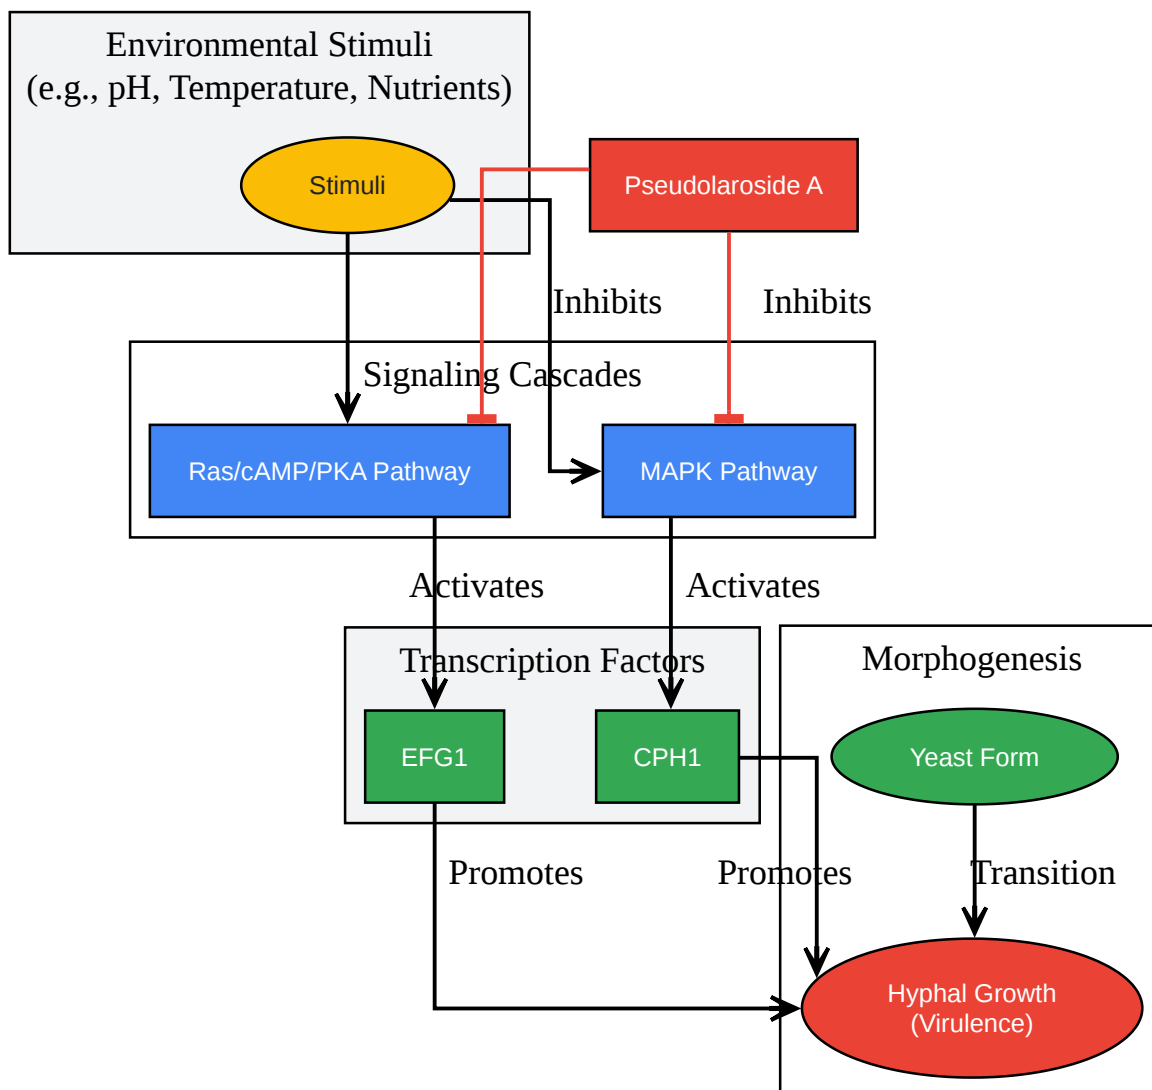 Environmental Stimuli
(e.g., pH, Temperature, Nutrients)
Stimuli
Pseudolaroside A
Inhibits
Inhibits
Signaling Cascades
Ras/cAMP/PKA Pathway
MAPK Pathway
Activates
Activates
Transcription Factors
Morphogenesis
EFG1
CPH1
Yeast Form
Promotes
Promotes
Transition
Hyphal Growth
(Virulence)